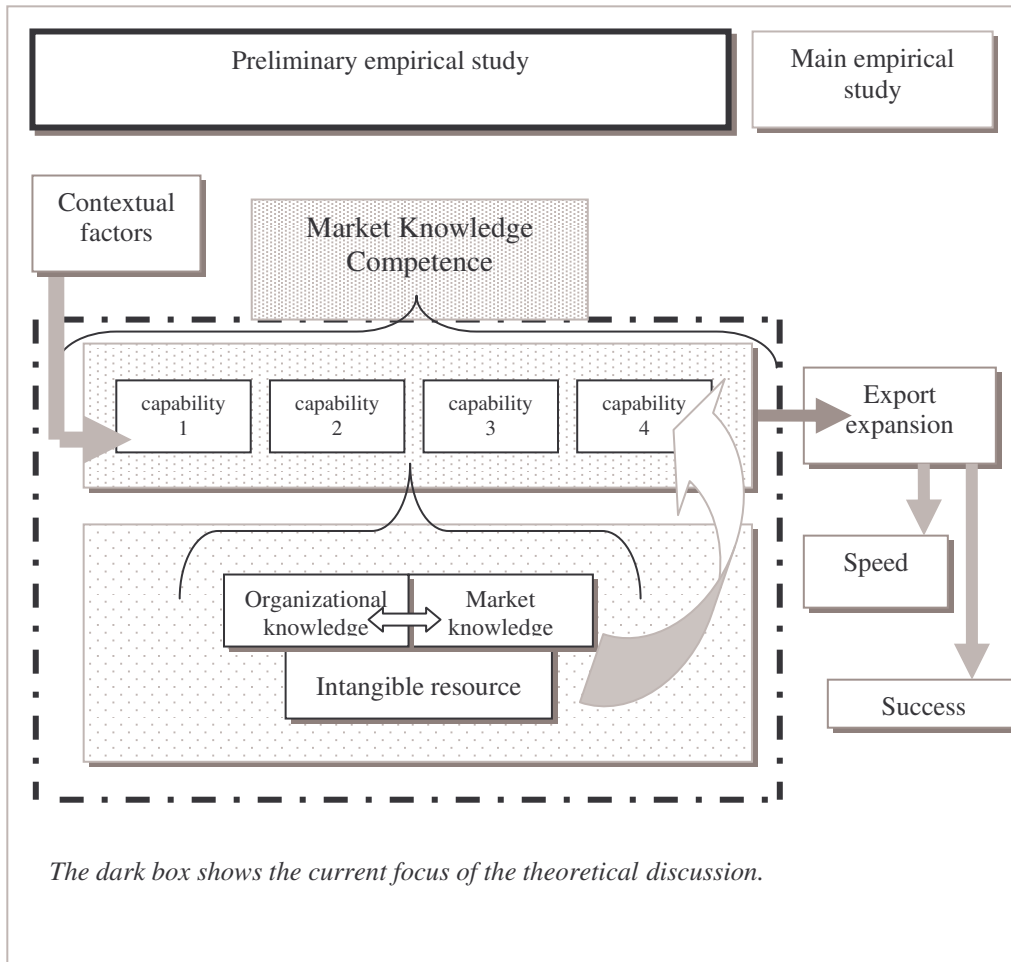 Preliminary empirical study
Main empirical
study
Contextual
factors
Market Knowledge
Competence
capability
1
capability
2
capability
3
capability
4
Export
expansion
Speed
Organizational
knowledge
Market
knowledge
Intangible resource
Success
The dark box shows the current focus of the theoretical discussion.